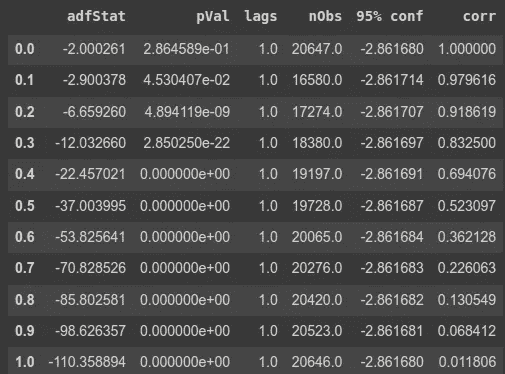 adfStat pVal lags nObs 95% conf corr
0.0 -2.000261 2.864589e-01 1.0 20647.0 -2.861680 1.000000
0.1 -2.900378 4.530407e-02 1.0 16580.0 -2.861714 0.979616
0.2 -6.659260 4.894119e-09 1.0 17274.0 -2.861707 0.918619
0.3 -12.032660 2.850250e-22 1.0 18380.0 -2.861697 0.832500
0.4 -22.457021 0.000000e+00 1.0 19197.0 -2.861691 0.694076
0.5 -37.003995 0.000000e+00 1.0 19728.0 -2.861687 0.523097
0.6 -53.825641 0.000000e+00 1.0 20065.0 -2.861684 0.362128
0.7 -70.828526 0.000000e+00 1.0 20276.0 -2.861683 0.226063
0.8 -85.802581 0.000000e+00 1.0 20420.0 -2.861682 0.130549
0.9 -98.626357 0.000000e+00 1.0 20523.0 -2.861681 0.068412
1.0 -110.358894 0.000000e+00 1.0 20646.0 -2.861680 0.011806